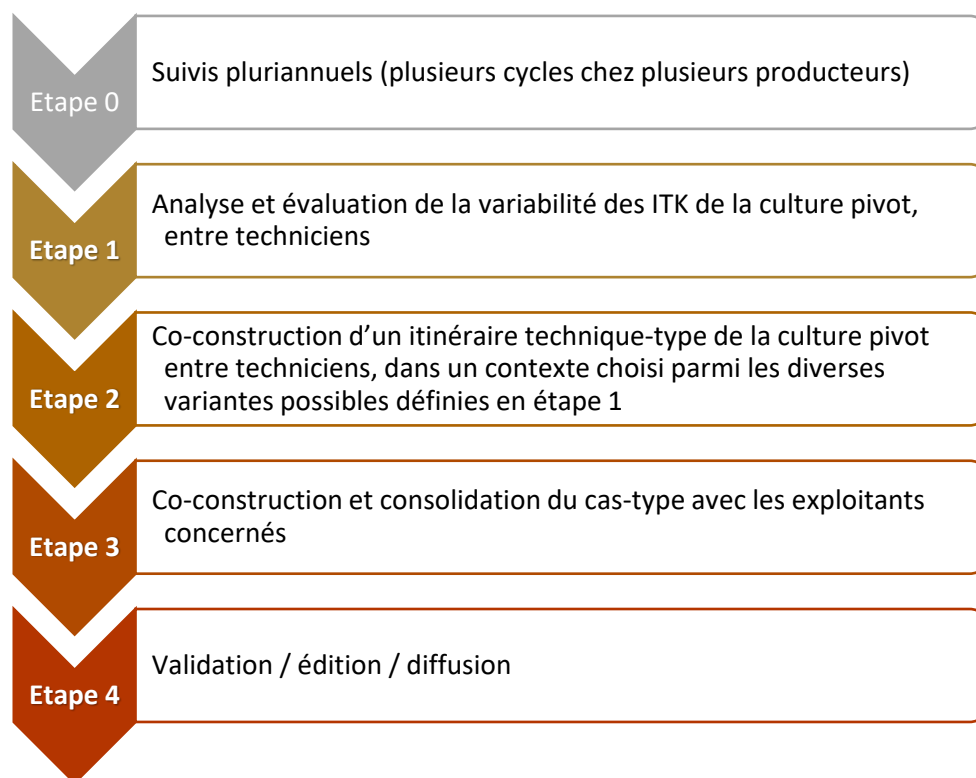 Etape 0
Suivis pluriannuels (plusieurs cycles chez plusieurs producteurs)
Etape 1
Analyse et évaluation de la variabilité des ITK de la culture pivot,
entre techniciens
Etape 2
Co-construction d’un itinéraire technique-type de la culture pivot
entre techniciens, dans un contexte choisi parmi les diverses
variantes possibles définies en étape 1
Etape 3
Co-construction et consolidation du cas-type avec les exploitants
concernés
Etape 4
Validation / édition / diffusion